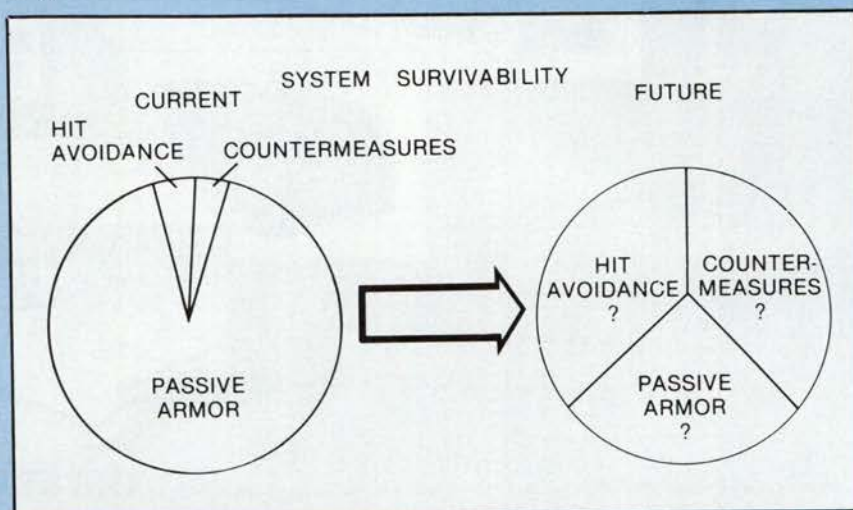 SYSTEM SURVIVABILITY
CURRENT
HIT
AVOIDANCE
COUNTERMEASURES
PASSIVE
ARMOR
FUTURE
HIT
AVOIDANCE
?
COUNTER-
MEASURES
?
PASSIVE
ARMOR
?